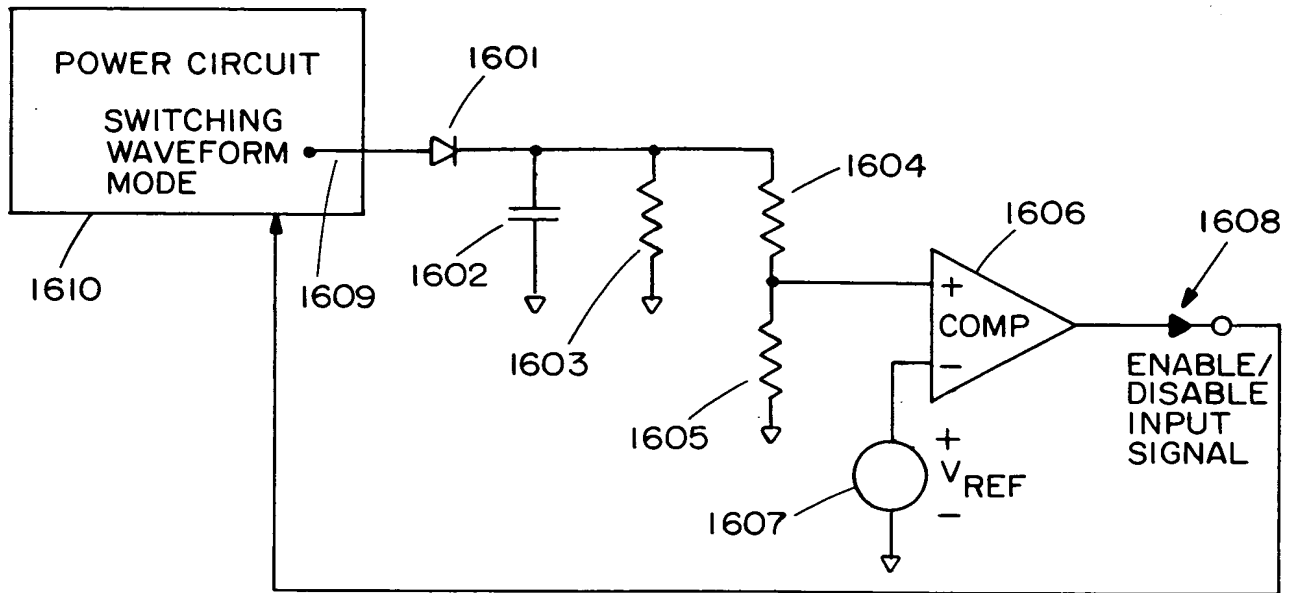 POWER CIRCUIT
SWITCHING
WAVEFORM
MODE
1601
1604
1606
1608
1610
1609
1602
1603
1605
+
COMP
−
ENABLE/
DISABLE
INPUT
SIGNAL
+
VREF
−
1607